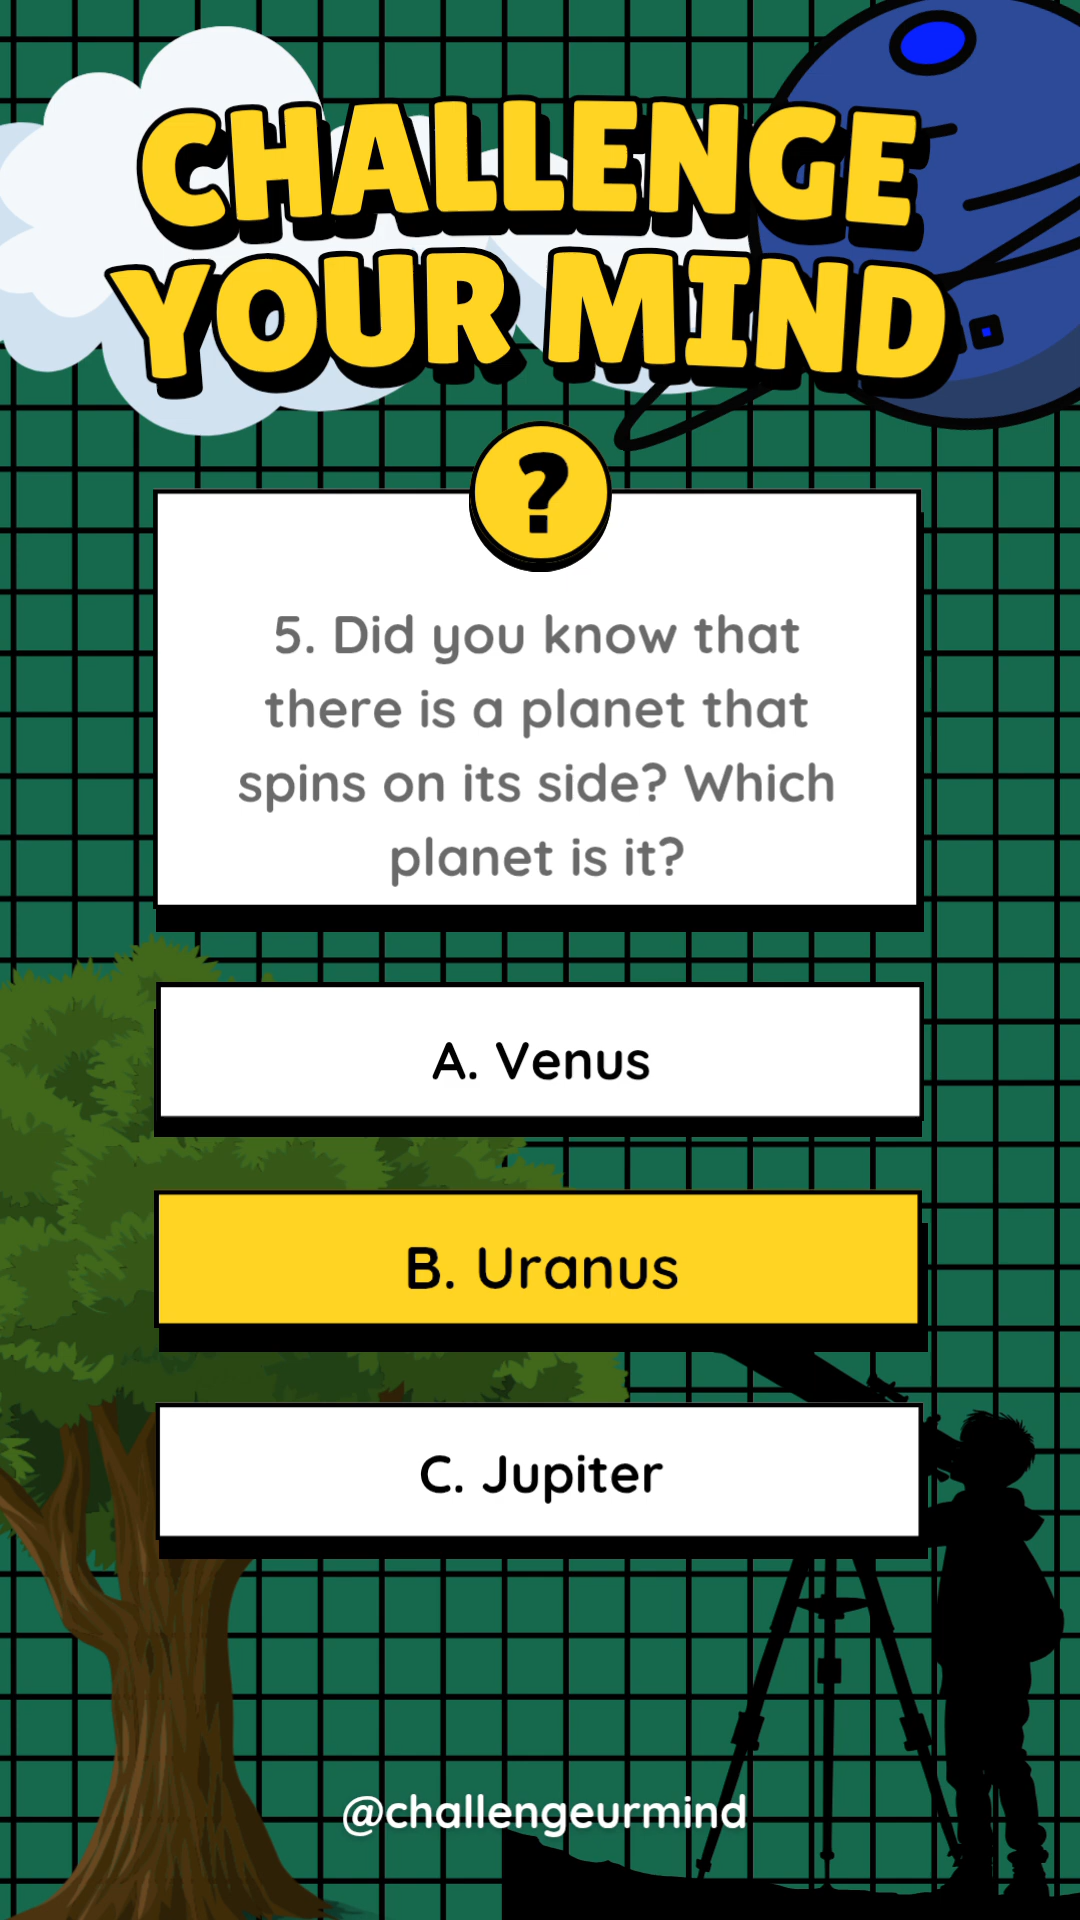 CHALLENGE
YOUR MIND
?
5. Did you know that
there is a planet that
spins on its side? Which
planet is it?
A. Venus
B. Uranus
C. Jupiter
@challengeurmind